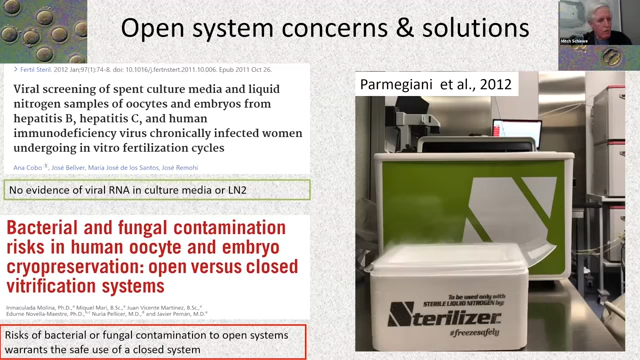 Open system concerns & solutions
Mitch Schiewe
> Fertil Steril. 2012 Jan;97(1):74-8. doi: 10.1016/j.fertnstert.2011.10.006. Epub 2011 Oct 26.
Viral screening of spent culture media and liquid
nitrogen samples of oocytes and embryos from
hepatitis B, hepatitis C, and human
immunodeficiency virus chronically infected women
undergoing in vitro fertilization cycles
Ana Cobo, José Bellver, María José de los Santos, José Remohí
No evidence of viral RNA in culture media or LN2
Bacterial and fungal contamination
risks in human oocyte and embryo
cryopreservation: open versus closed
vitrification systems
Inmaculada Molina, Ph.D., Miquel Mari, B.Sc., Juan Vicente Martínez, B.S.c.,
Edurne Novella-Maestre, Ph.D., Nuria Pellicer, M.D., and Javier Pemán, M.D.
Risks of bacterial or fungal contamination to open systems
warrants the safe use of a closed system
Parmegiani et al., 2012
To be used only with
STERILE LIQUID NITROGEN by:
Nterilizer
#freezesafely